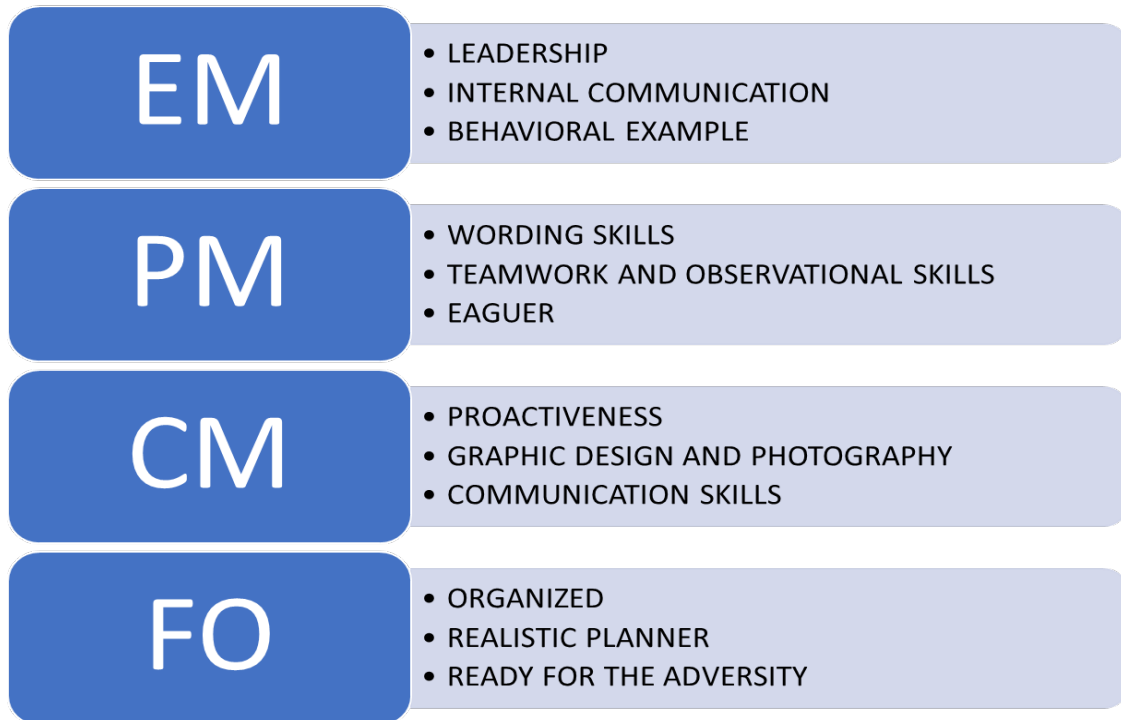 EM
• LEADERSHIP
• INTERNAL COMMUNICATION
• BEHAVIORAL EXAMPLE
PM
• WORDING SKILLS
• TEAMWORK AND OBSERVATIONAL SKILLS
• EAGUER
CM
• PROACTIVENESS
• GRAPHIC DESIGN AND PHOTOGRAPHY
• COMMUNICATION SKILLS
FO
• ORGANIZED
• REALISTIC PLANNER
• READY FOR THE ADVERSITY